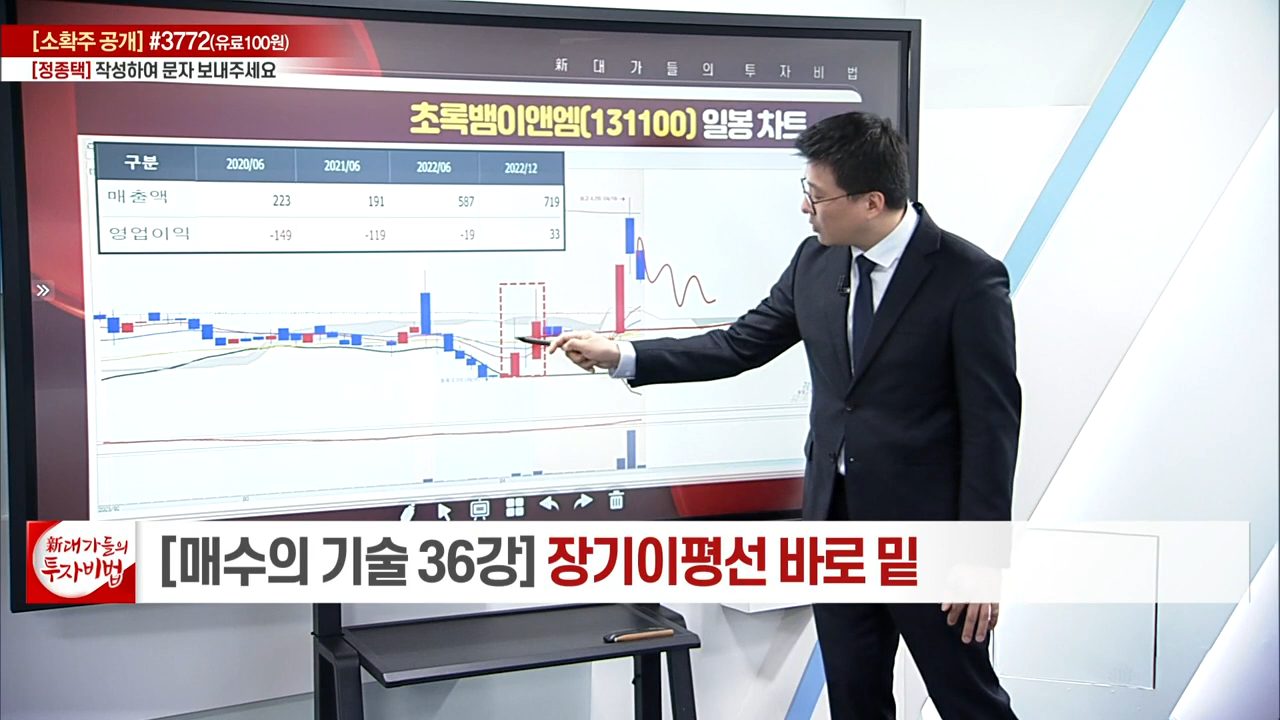 [소확주 공개] #3772(유료100원)
[정종택] 작성하여 문자 보내주세요
新 대가들의 투자비법
초록뱀이앤엠(131100) 일봉 차트
구분 2020/06 2021/06 2022/06 2022/12
매출액 223 191 587 719
영업이익 -149 -119 -19 33
新대가들의
투자비법
[매수의 기술 36강] 장기이평선 바로 밑